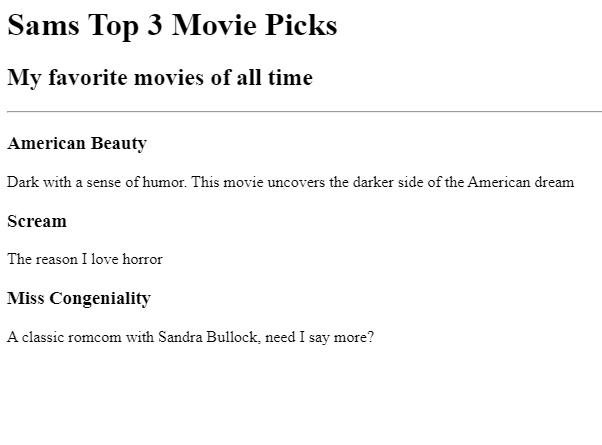 Sams Top 3 Movie Picks
My favorite movies of all time
American Beauty
Dark with a sense of humor. This movie uncovers the darker side of the American dream
Scream
The reason I love horror
Miss Congeniality
A classic romcom with Sandra Bullock, need I say more?